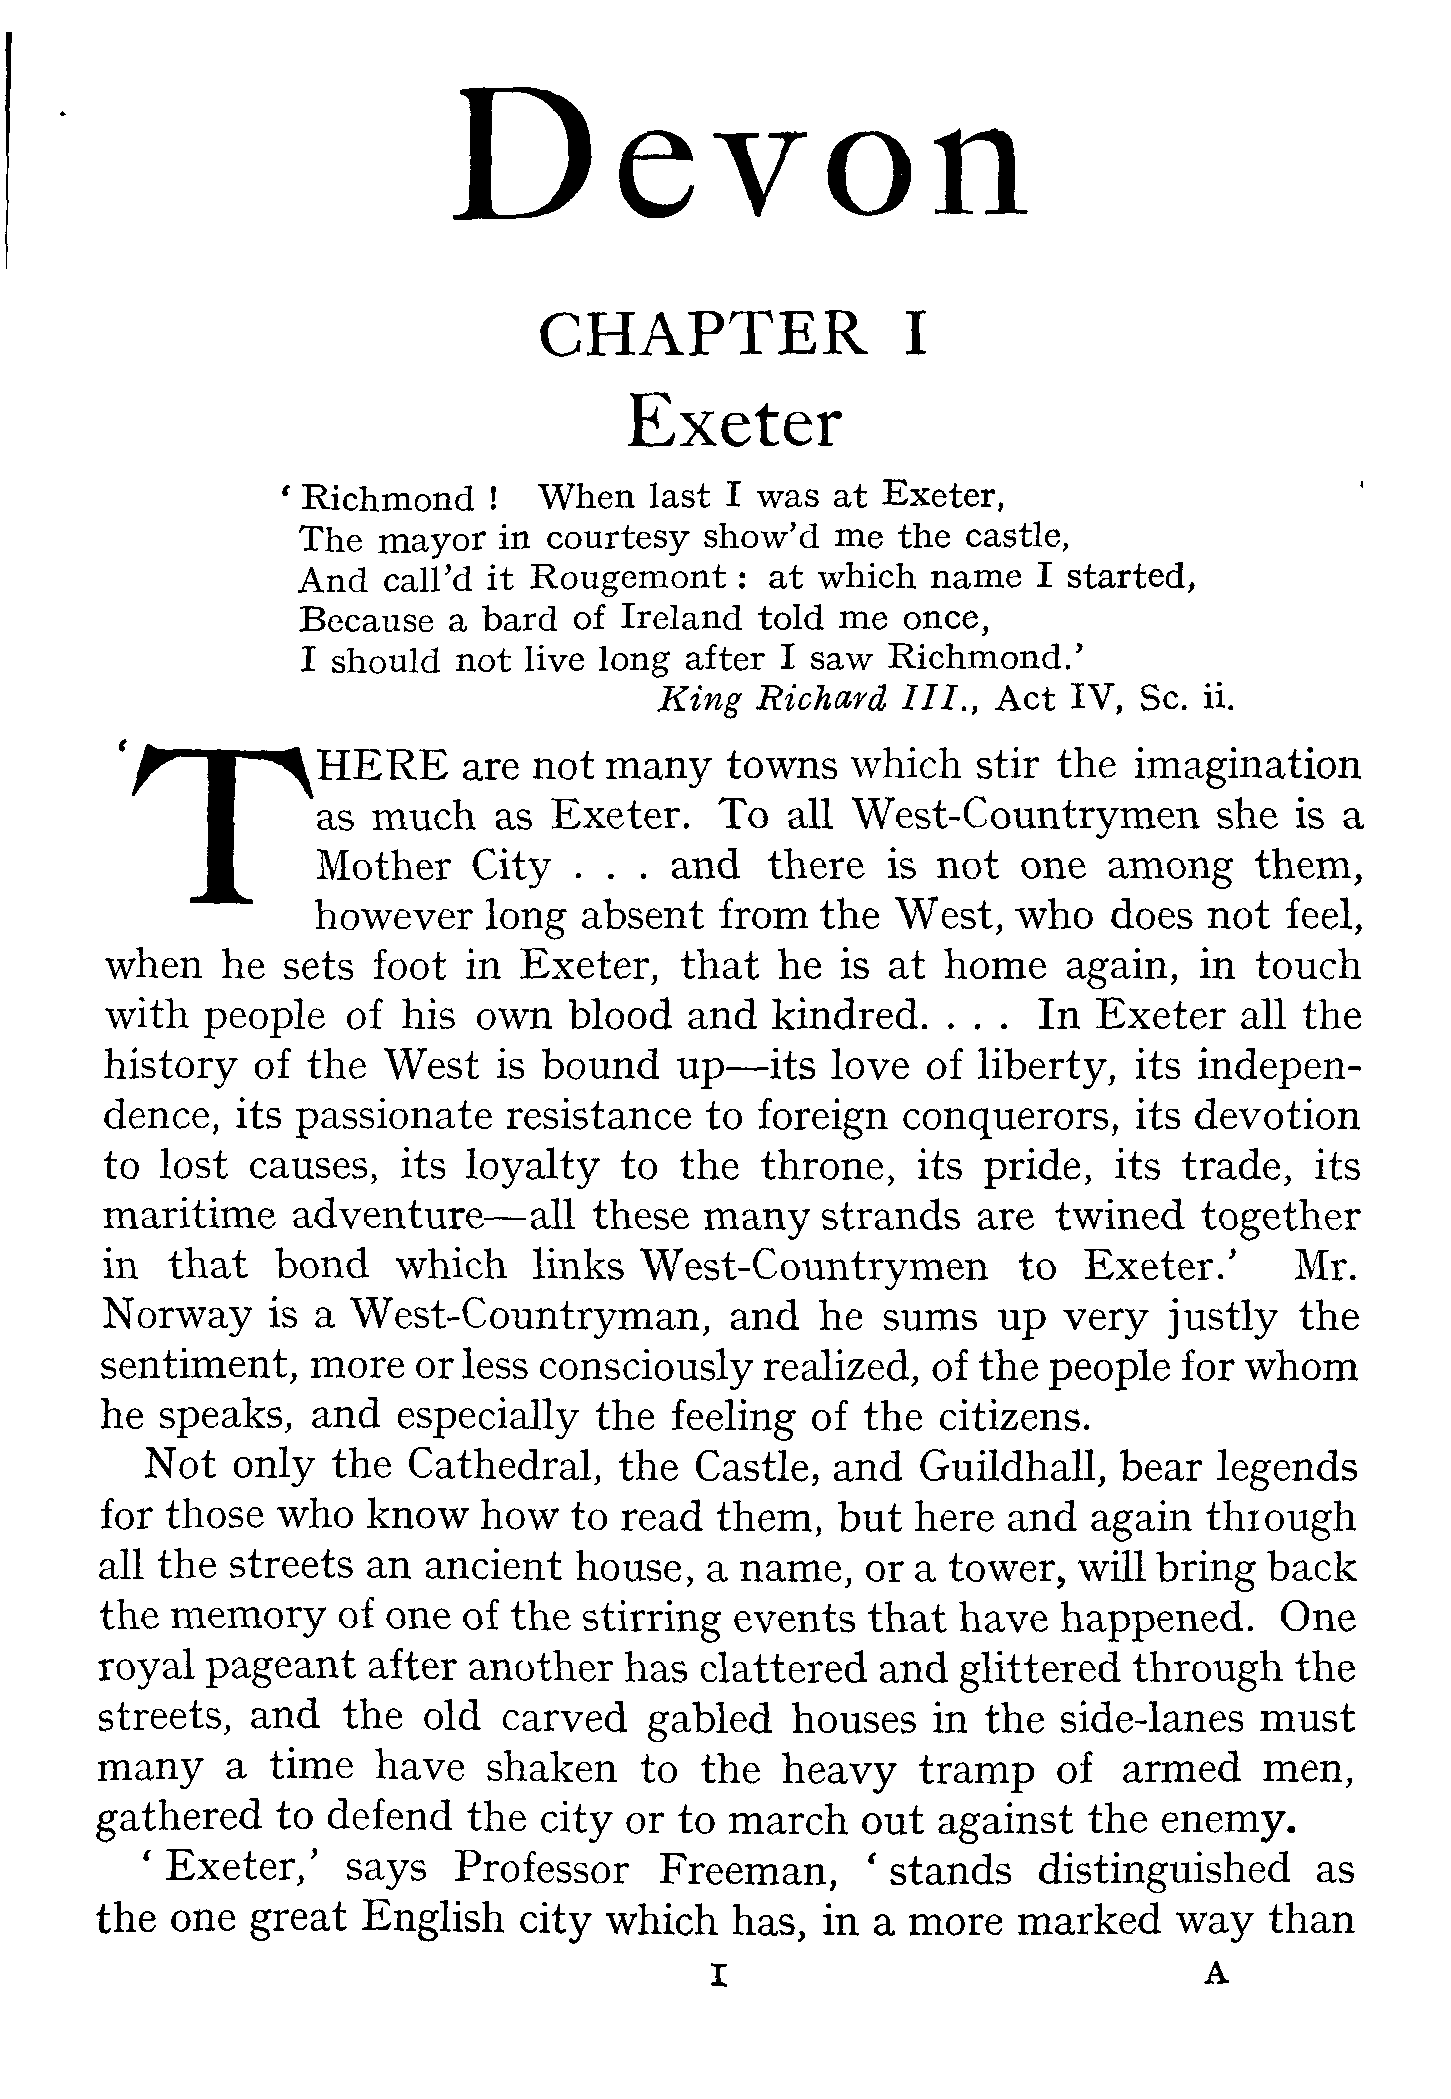 Devon
CHAPTER I
Exeter
‘ Richmond ! When last I was at Exeter,
The mayor in courtesy show’d me the castle,
And call’d it Rougemont : at which name I started,
Because a bard of Ireland told me once,
I should not live long after I saw Richmond.’
King Richard III., Act IV, Sc. ii.
‘THERE are not many towns which stir the imagination
as much as Exeter. To all West-Countrymen she is a
Mother City . . . and there is not one among them,
however long absent from the West, who does not feel,
when he sets foot in Exeter, that he is at home again, in touch
with people of his own blood and kindred. . . . In Exeter all the
history of the West is bound up—its love of liberty, its indepen-
dence, its passionate resistance to foreign conquerors, its devotion
to lost causes, its loyalty to the throne, its pride, its trade, its
maritime adventure—all these many strands are twined together
in that bond which links West-Countrymen to Exeter.’ Mr.
Norway is a West-Countryman, and he sums up very justly the
sentiment, more or less consciously realized, of the people for whom
he speaks, and especially the feeling of the citizens.
Not only the Cathedral, the Castle, and Guildhall, bear legends
for those who know how to read them, but here and again through
all the streets an ancient house, a name, or a tower, will bring back
the memory of one of the stirring events that have happened. One
royal pageant after another has clattered and glittered through the
streets, and the old carved gabled houses in the side-lanes must
many a time have shaken to the heavy tramp of armed men,
gathered to defend the city or to march out against the enemy.
‘ Exeter,’ says Professor Freeman, ‘ stands distinguished as
the one great English city which has, in a more marked way than
I A